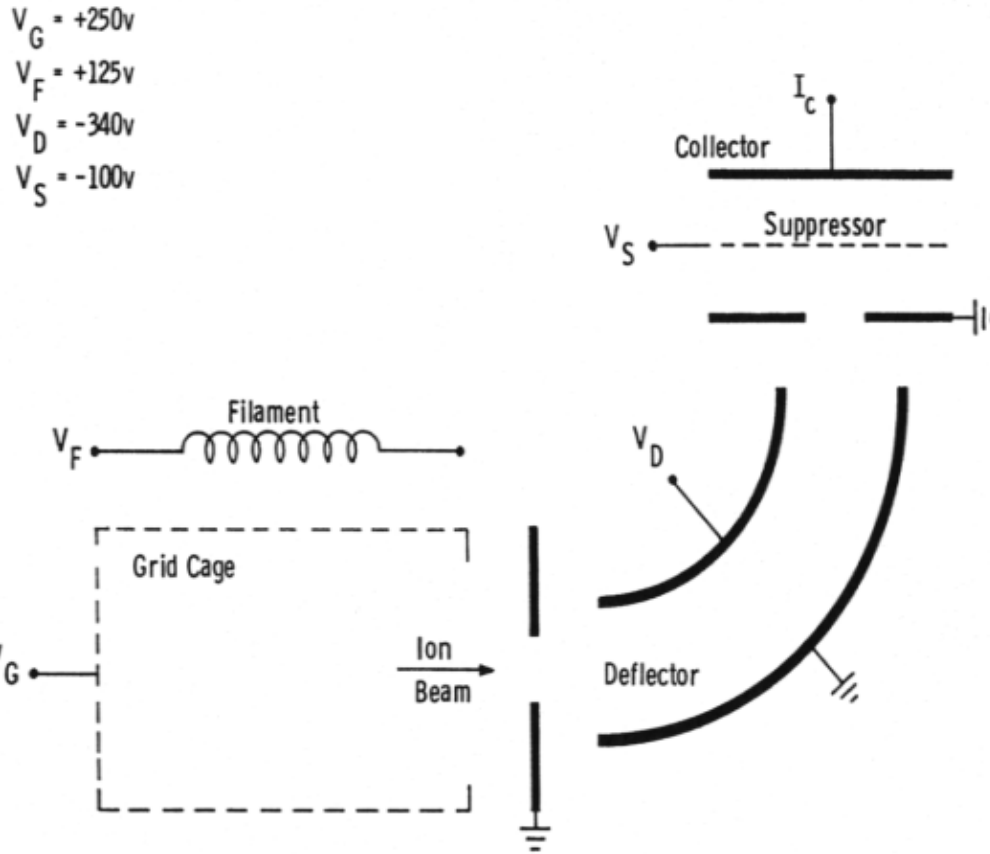 V_G = +250v
V_F = +125v
V_D = -340v
V_S = -100v
I_c
Collector
Suppressor
V_S
Filament
V_F
V_D
Grid Cage
Ion
Beam
G
Deflector